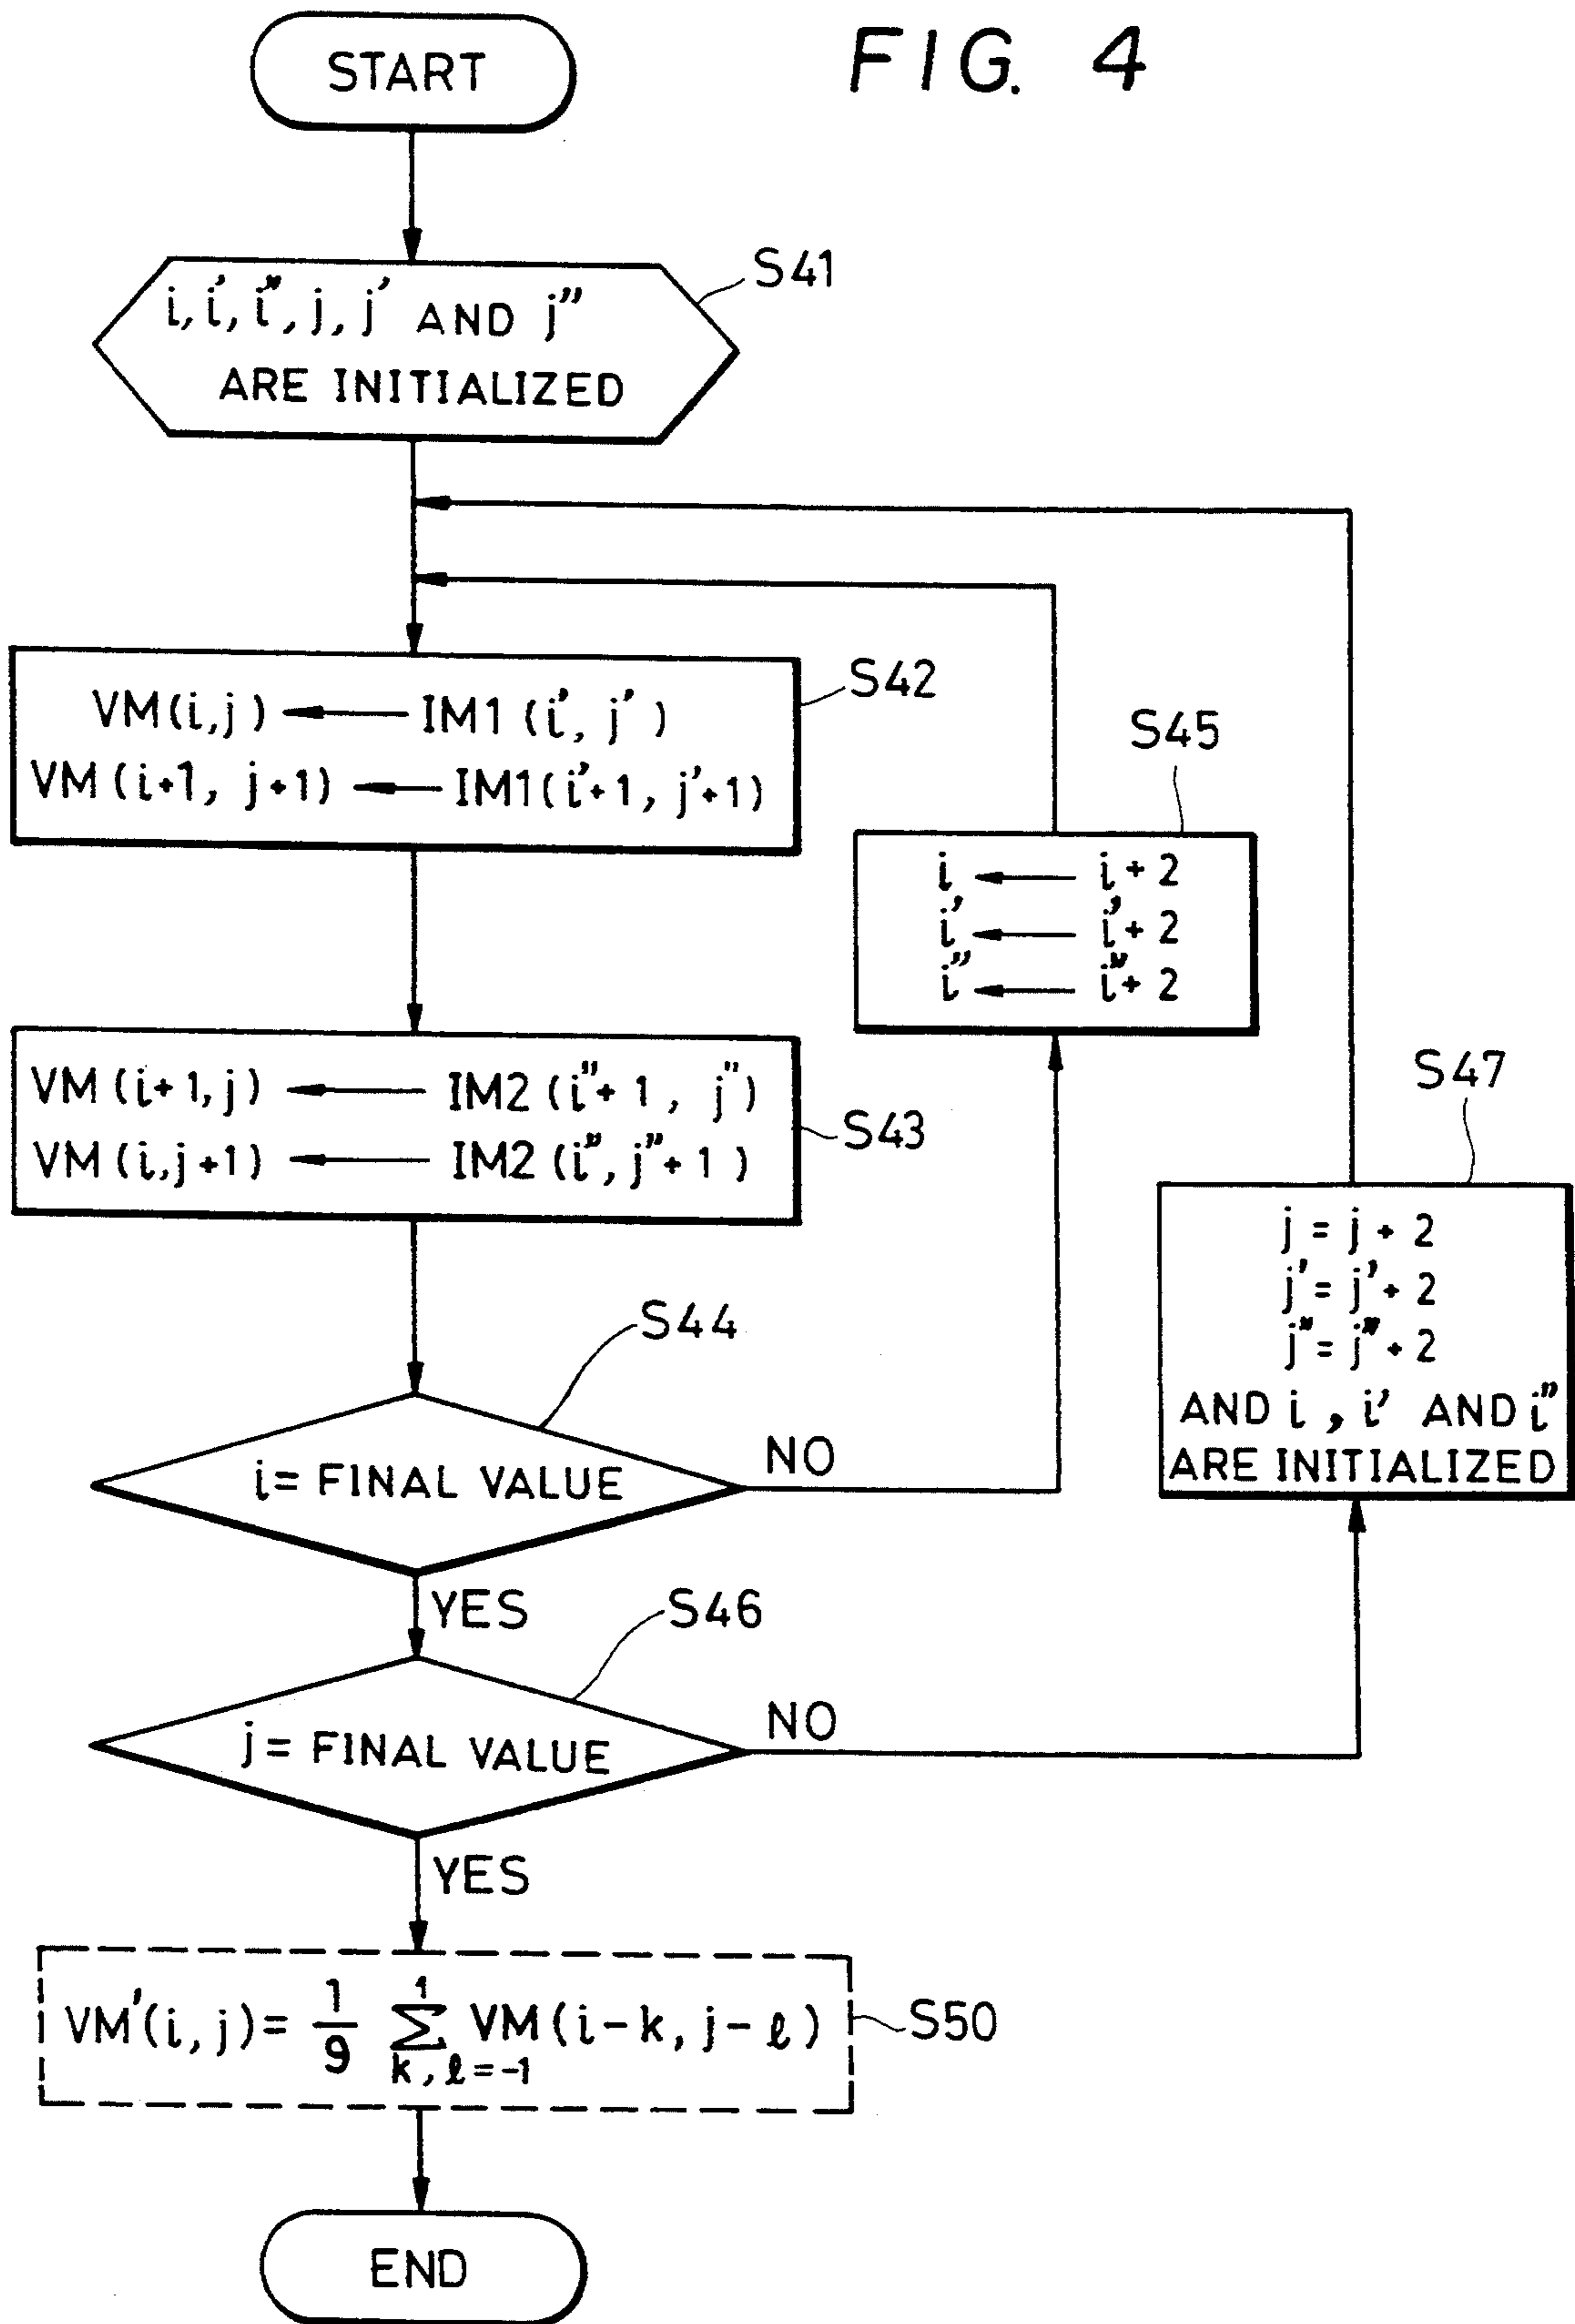 FIG. 4
START
S41
i, i', i", j, j' AND j"
ARE INITIALIZED
S42
VM(i,j) ← IM1(i', j')
VM(i+1, j+1) ← IM1(i'+1, j'+1)
S45
i ← i+2
i' ← i'+2
i" ← i"+2
S43
VM(i+1,j) ← IM2(i"+1, j")
VM(i,j+1) ← IM2(i", j"+1)
S47
j = j + 2
j' = j' + 2
j" = j" + 2
AND i, i' AND i"
ARE INITIALIZED
S44
i = FINAL VALUE
NO
YES
S46
j = FINAL VALUE
NO
YES
VM'(i,j) = 1/9 Σ^1_{k,ℓ=-1} VM(i-k, j-ℓ)
S50
END